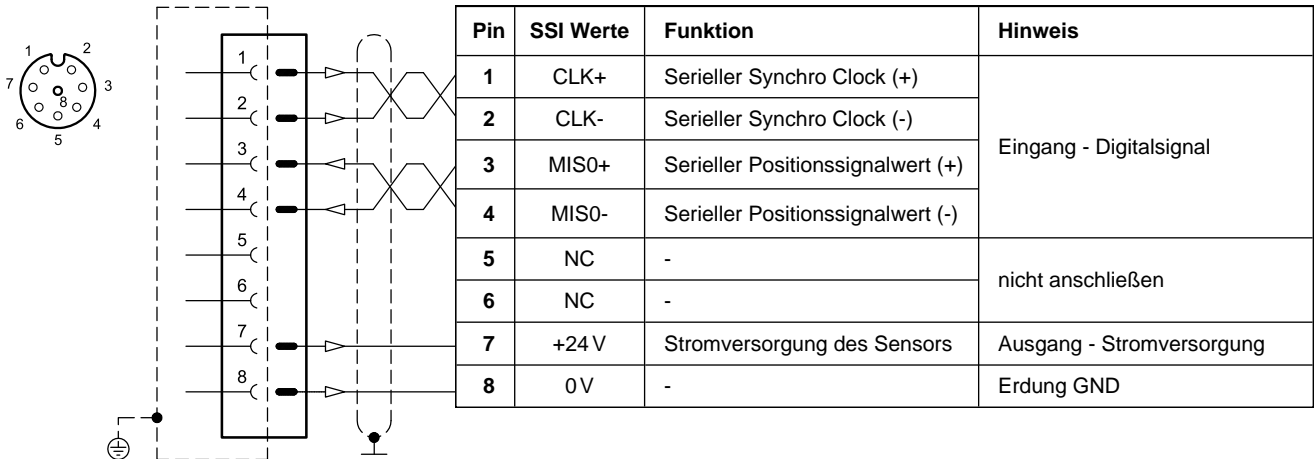 1
2
3
4
5
6
7
8
1
2
3
4
5
6
7
8
Pin SSI Werte Funktion Hinweis
1 CLK+ Serieller Synchro Clock (+)
2 CLK- Serieller Synchro Clock (-)
Eingang - Digitalsignal
3 MIS0+ Serieller Positionssignalwert (+)
4 MIS0- Serieller Positionssignalwert (-)
5 NC -
nicht anschließen
6 NC -
7 +24 V Stromversorgung des Sensors Ausgang - Stromversorgung
8 0 V - Erdung GND